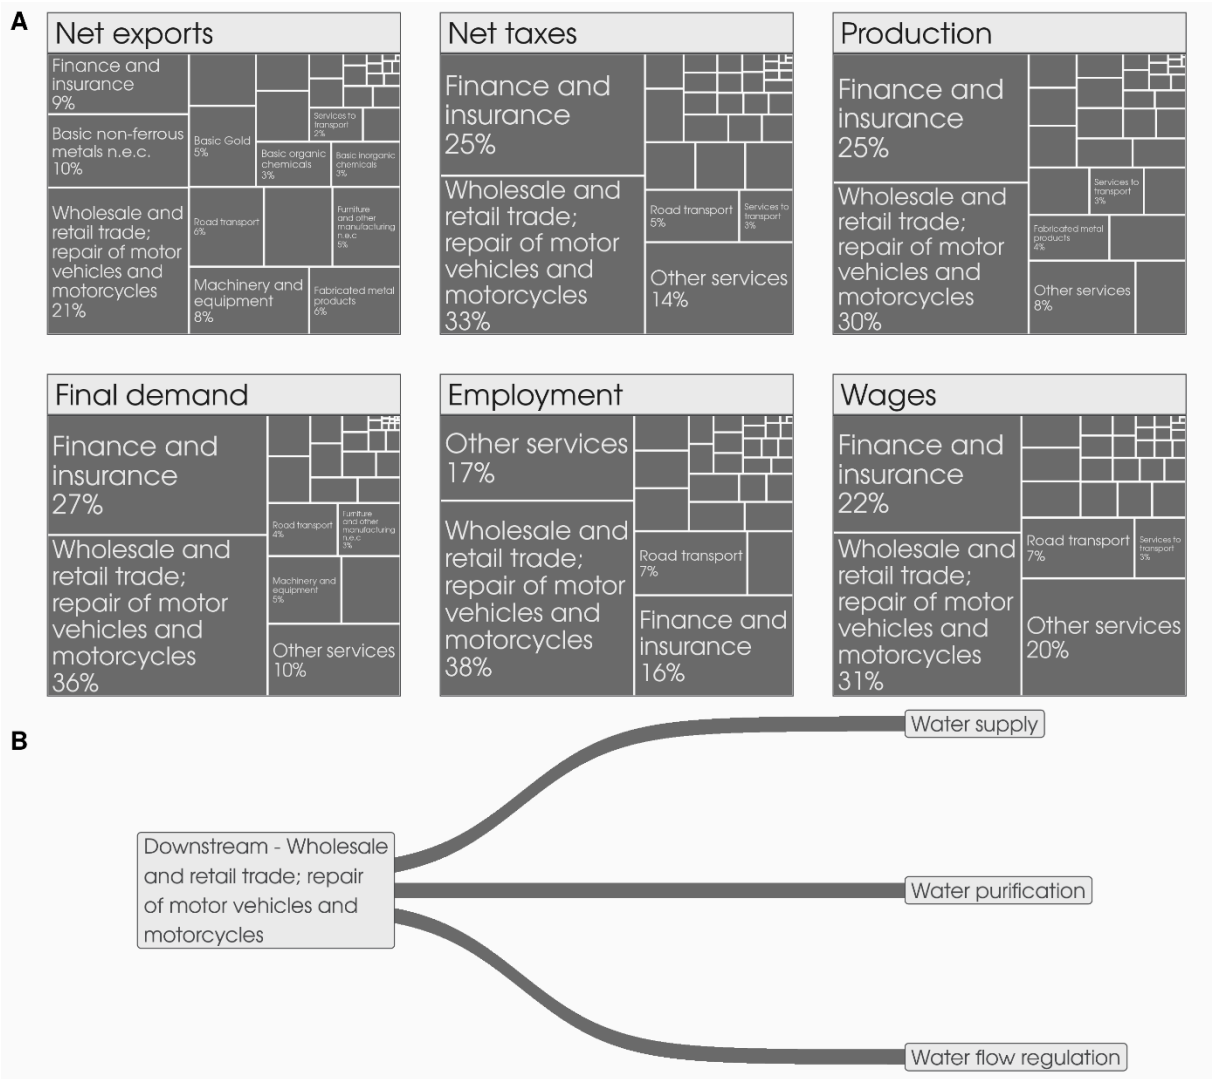 A
Net exports
Finance and
insurance
9%
Basic non-ferrous
metals n.e.c.
10%
Wholesale and
retail trade;
repair of motor
vehicles and
motorcycles
21%
Basic Gold
5%
Services to
transport
2%
Basic organic
chemicals
3%
Basic inorganic
chemicals
3%
Road transport
6%
Furniture
and other
manufacturing
n.e.c
5%
Machinery and
equipment
8%
Fabricated metal
products
6%
Net taxes
Finance and
insurance
25%
Wholesale and
retail trade;
repair of motor
vehicles and
motorcycles
33%
Road transport
5%
Services to
transport
3%
Other services
14%
Production
Finance and
insurance
25%
Wholesale and
retail trade;
repair of motor
vehicles and
motorcycles
30%
Services to
transport
3%
Fabricated metal
products
4%
Other services
8%
Final demand
Finance and
insurance
27%
Wholesale and
retail trade;
repair of motor
vehicles and
motorcycles
36%
Road transport
4%
Furniture
and other
manufacturing
n.e.c
3%
Machinery and
equipment
5%
Other services
10%
Employment
Other services
17%
Wholesale and
retail trade;
repair of motor
vehicles and
motorcycles
38%
Road transport
7%
Finance and
insurance
16%
Wages
Finance and
insurance
22%
Wholesale and
retail trade;
repair of motor
vehicles and
motorcycles
31%
Road transport
7%
Services to
transport
3%
Other services
20%
B
Downstream - Wholesale
and retail trade; repair
of motor vehicles and
motorcycles
Water supply
Water purification
Water flow regulation